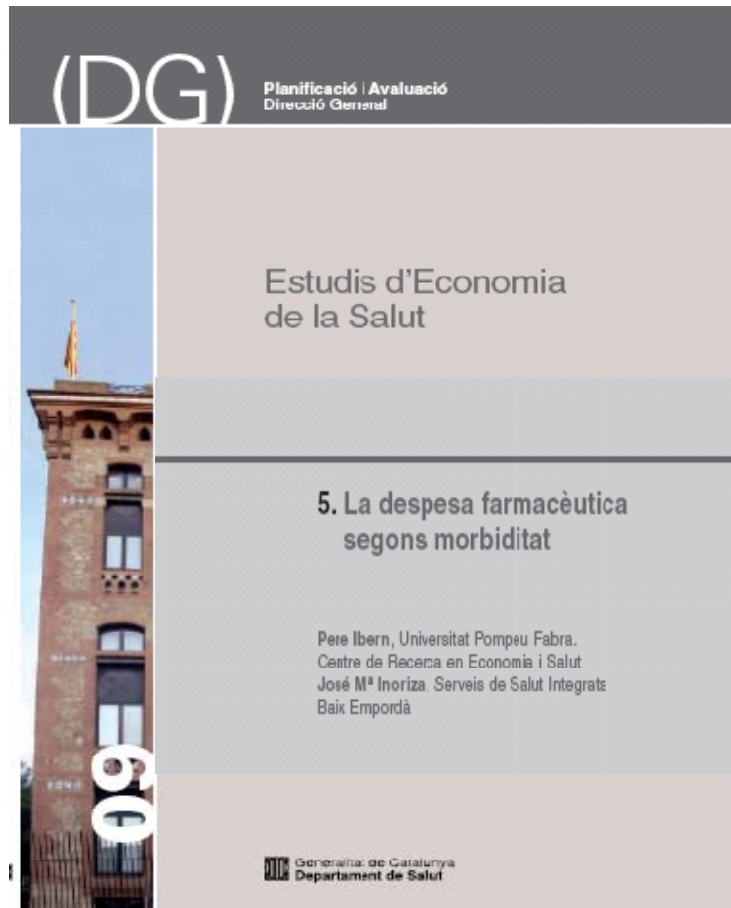 (DG)
Planificació i Avaluació
Direcció General
Estudis d'Economia
de la Salut
5. La despesa farmacèutica
segons morbiditat
Pere Ibern, Universitat Pompeu Fabra.
Centre de Recerca en Economia i Salut
José Mª Inoriza, Serveis de Salut Integrats
Baix Empordà
09
Generalitat de Catalunya
Departament de Salut